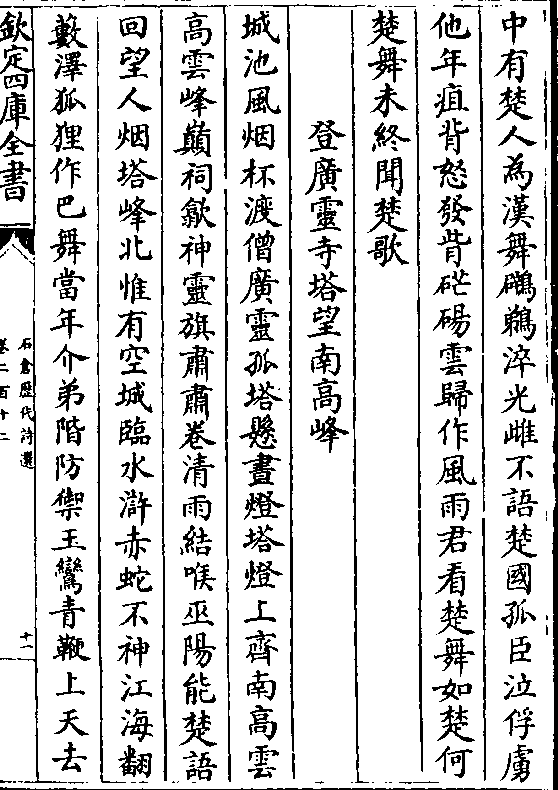 中有楚人為漢舞鸊鵜淬光雌不語楚國孤臣泣俘虜
他年疽背怒發背硭碭雲歸作風雨君看楚舞如楚何
楚舞未終聞楚歌
登廣靈寺塔望南高峰
城池風烟杯渡僧廣靈孤塔懸晝燈塔燈上齊南高雲
高雲峰巔祠歙神靈旗肅肅卷清雨結喉巫陽能楚語
回望人烟塔峰北惟有空城臨水滸赤蛇不神江海翻
藪澤狐狸作巴舞當年介弟階防禦玉鸞青鞭上天去
欽定四庫全書
石倉歷代詩選
卷二百十二
十一